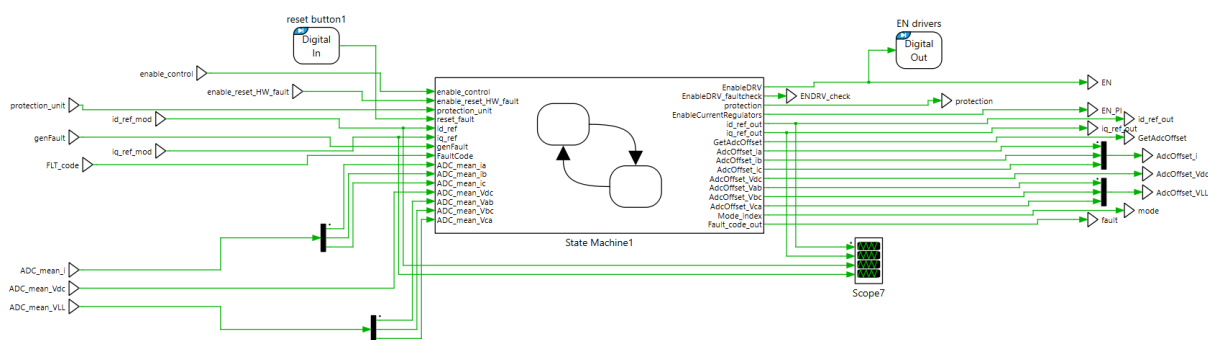 reset button1
Digital
In
EN drivers
Digital
Out
enable_control
enable_reset_HW_fault
protection_unit
id_ref_mod
genFault
iq_ref_mod
FLT_code
ADC_mean_i
ADC_mean_Vdc
ADC_mean_VLL
enable_control
enable_reset_HW_fault
protection_unit
reset_fault
id_ref
iq_ref
genFault
FaultCode
ADC_mean_ia
ADC_mean_ib
ADC_mean_ic
ADC_mean_Vdc
ADC_mean_Vab
ADC_mean_Vbc
ADC_mean_Vca
EnableDRV
EnableDRV_faultcheck
protection
EnableCurrentRegulators
id_ref_out
iq_ref_out
GetAdcOffset
AdcOffset_ia
AdcOffset_ib
AdcOffset_ic
AdcOffset_Vdc
AdcOffset_Vab
AdcOffset_Vbc
AdcOffset_Vca
Mode_index
Fault_code_out
State Machine1
EN
ENDRV_check
protection
EN_PI
id_ref_out
iq_ref_out
GetAdcOffset
AdcOffset_i
AdcOffset_Vdc
AdcOffset_VLL
mode
fault
Scope7